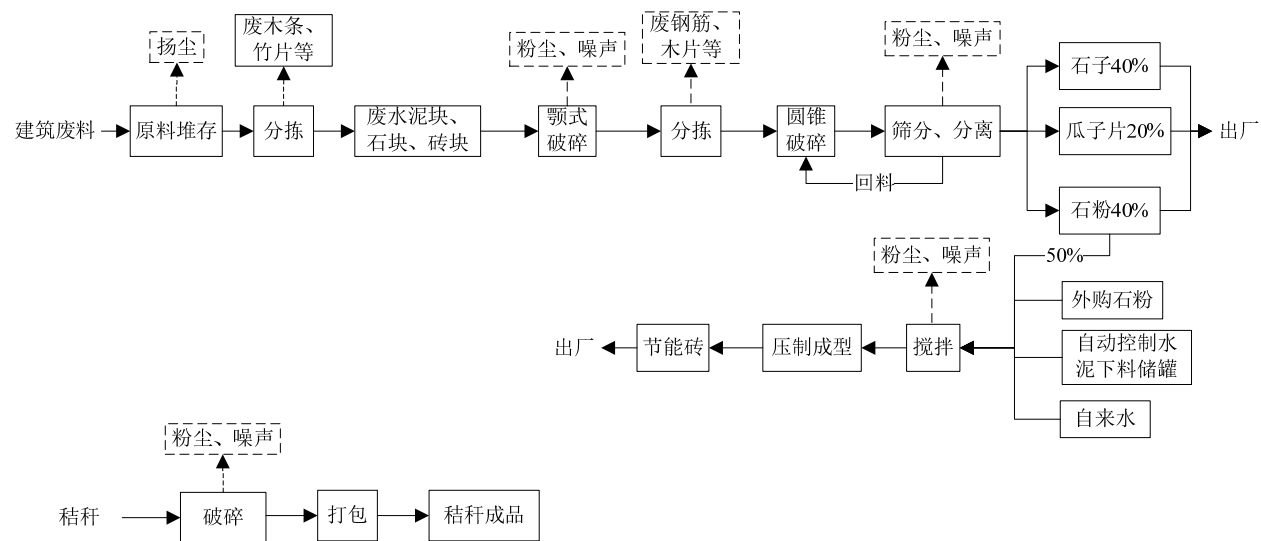 扬尘
废木条、
竹片等
粉尘、噪声
废钢筋、
木片等
粉尘、噪声
建筑废料
原料堆存
分拣
废水泥块、
石块、砖块
颚式
破碎
分拣
圆锥
破碎
筛分、分离
回料
石子40%
瓜子片20%
石粉40%
出厂
50%
粉尘、噪声
外购石粉
自动控制水
泥下料储罐
自来水
搅拌
压制成型
节能砖
出厂
粉尘、噪声
秸秆
破碎
打包
秸秆成品